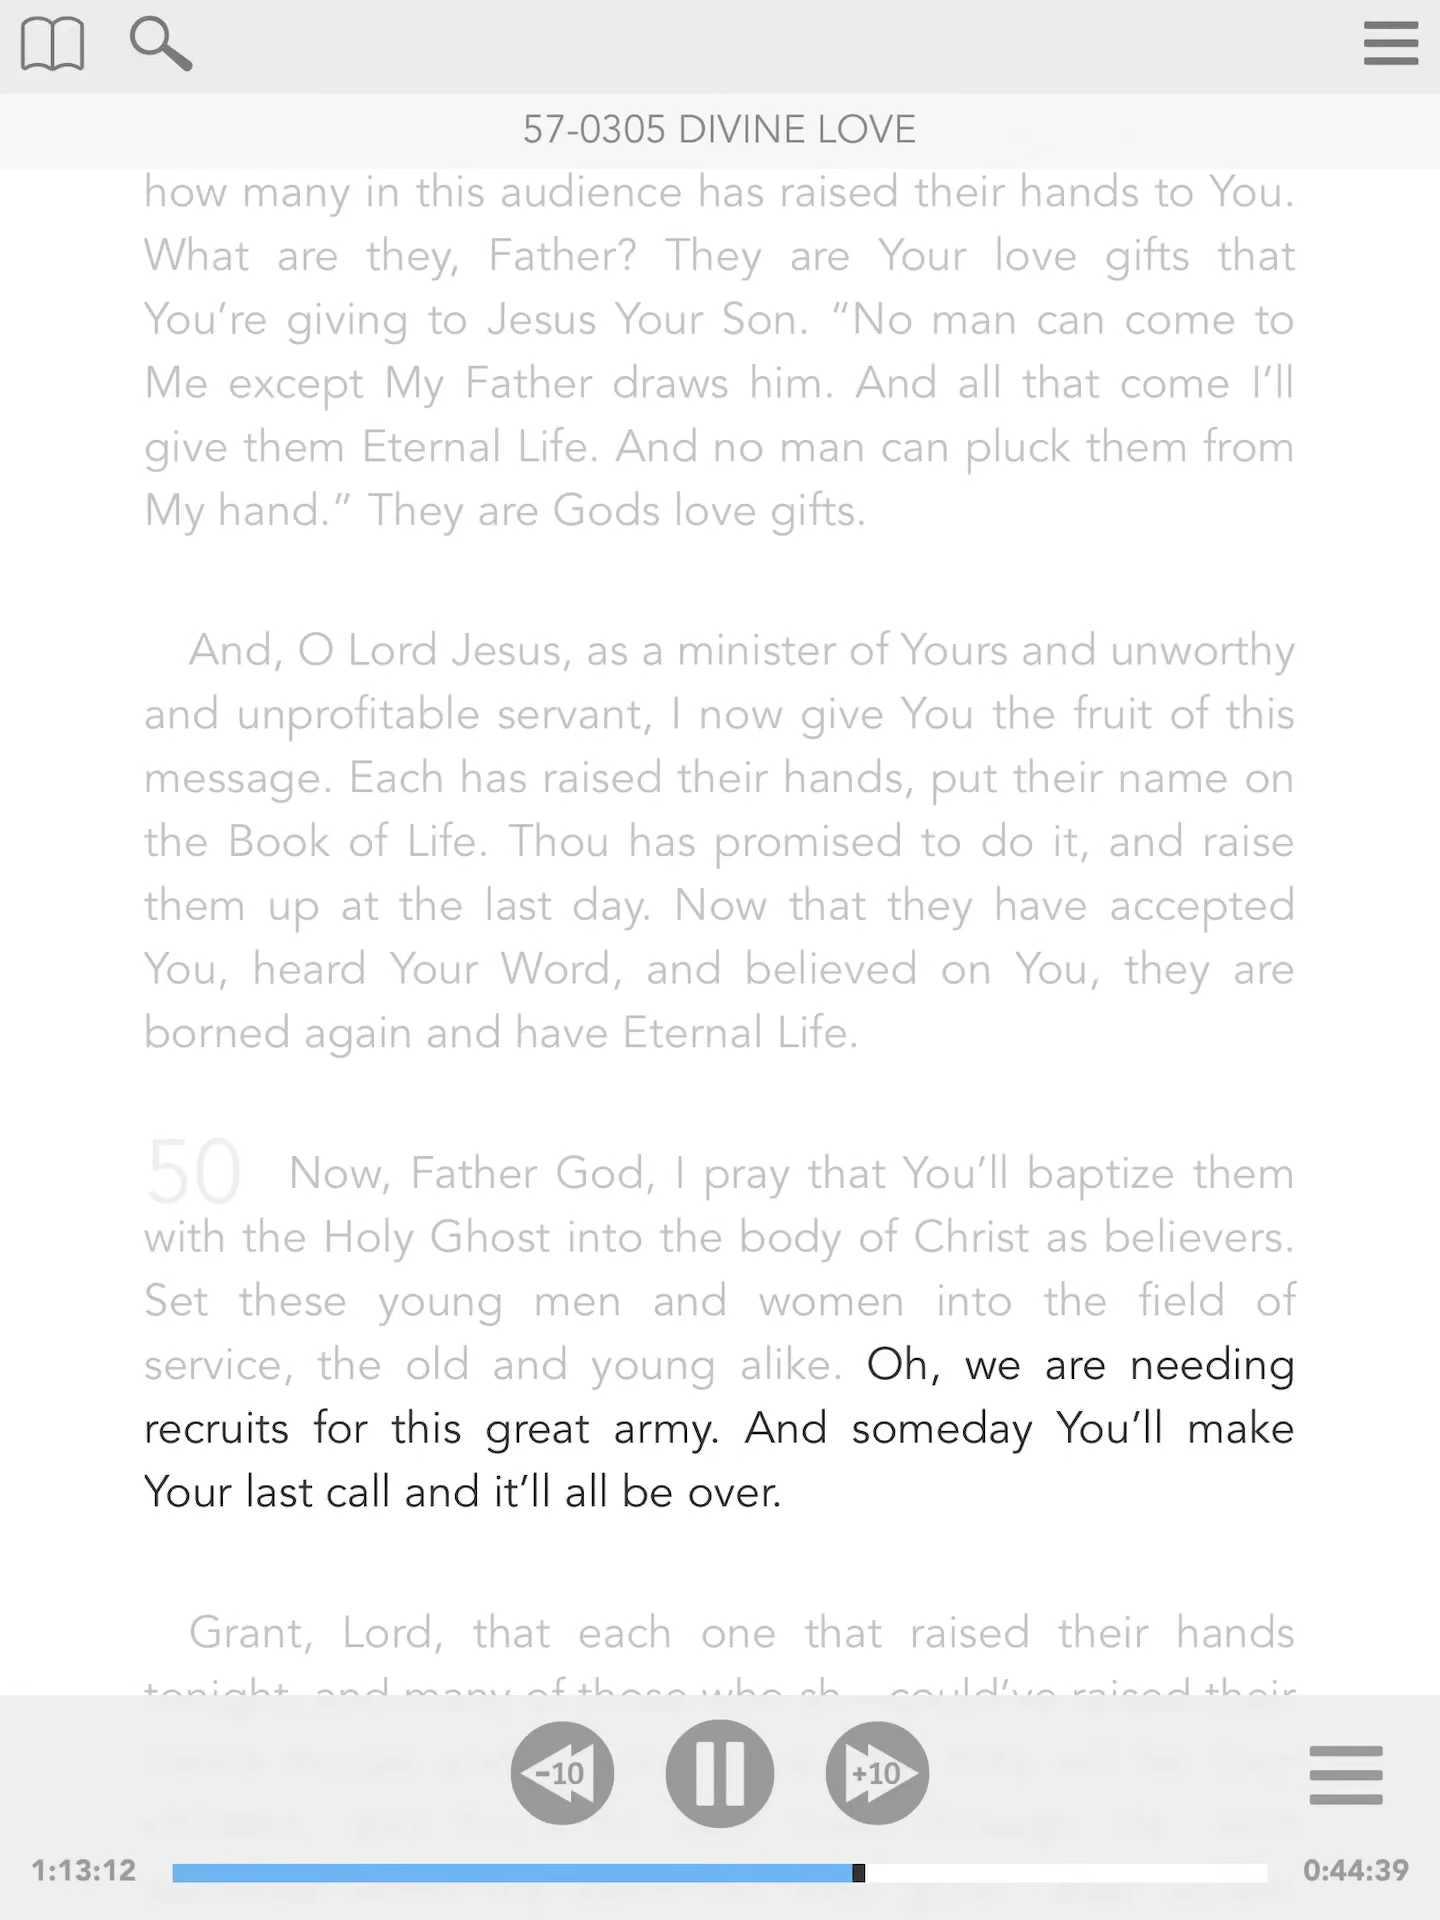 57-0305 DIVINE LOVE
how many in this audience has raised their hands to You.
What are they, Father? They are Your love gifts that
You’re giving to Jesus Your Son. “No man can come to
Me except My Father draws him. And all that come I’ll
give them Eternal Life. And no man can pluck them from
My hand.” They are Gods love gifts.
And, O Lord Jesus, as a minister of Yours and unworthy
and unprofitable servant, I now give You the fruit of this
message. Each has raised their hands, put their name on
the Book of Life. Thou has promised to do it, and raise
them up at the last day. Now that they have accepted
You, heard Your Word, and believed on You, they are
borned again and have Eternal Life.
50 Now, Father God, I pray that You’ll baptize them
with the Holy Ghost into the body of Christ as believers.
Set these young men and women into the field of
service, the old and young alike. Oh, we are needing
recruits for this great army. And someday You’ll make
Your last call and it’ll all be over.
Grant, Lord, that each one that raised their hands
tonight, and many of those who sh... could’ve raised their
-10 +10
1:13:12 0:44:39